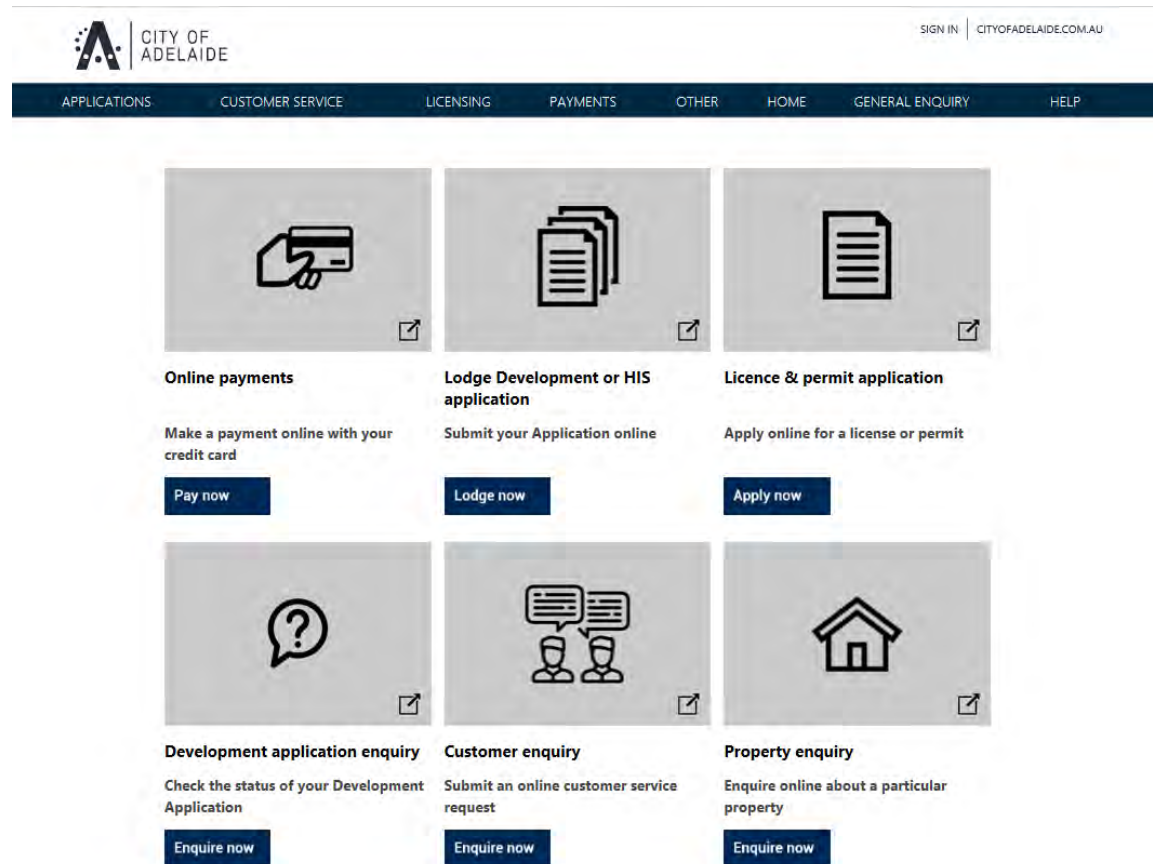 CITY OF
ADELAIDE
SIGN IN
CITYOFADELAIDE.COM.AU
APPLICATIONS CUSTOMER SERVICE LICENSING PAYMENTS OTHER HOME GENERAL ENQUIRY HELP
Online payments
Make a payment online with your
credit card
Pay now
Lodge Development or HIS
application
Submit your Application online
Lodge now
Licence & permit application
Apply online for a license or permit
Apply now
?
Development application enquiry
Check the status of your Development
Application
Enquire now
Customer enquiry
Submit an online customer service
request
Enquire now
Property enquiry
Enquire online about a particular
property
Enquire now